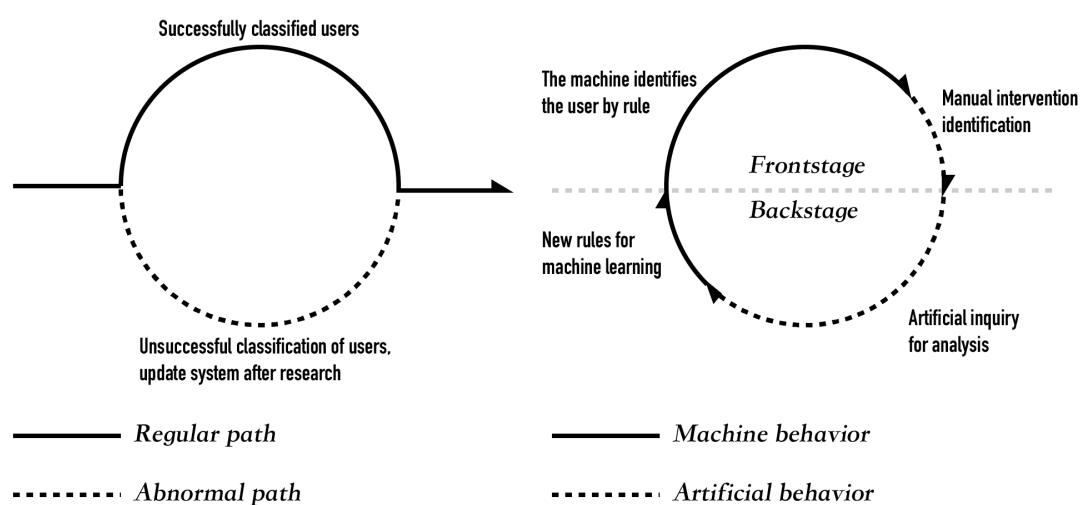 Successfully classified users
Unsuccessful classification of users,
update system after research
Regular path
Abnormal path
The machine identifies
the user by rule
Manual intervention
identification
Frontstage
Backstage
New rules for
machine learning
Artificial inquiry
for analysis
Machine behavior
Artificial behavior